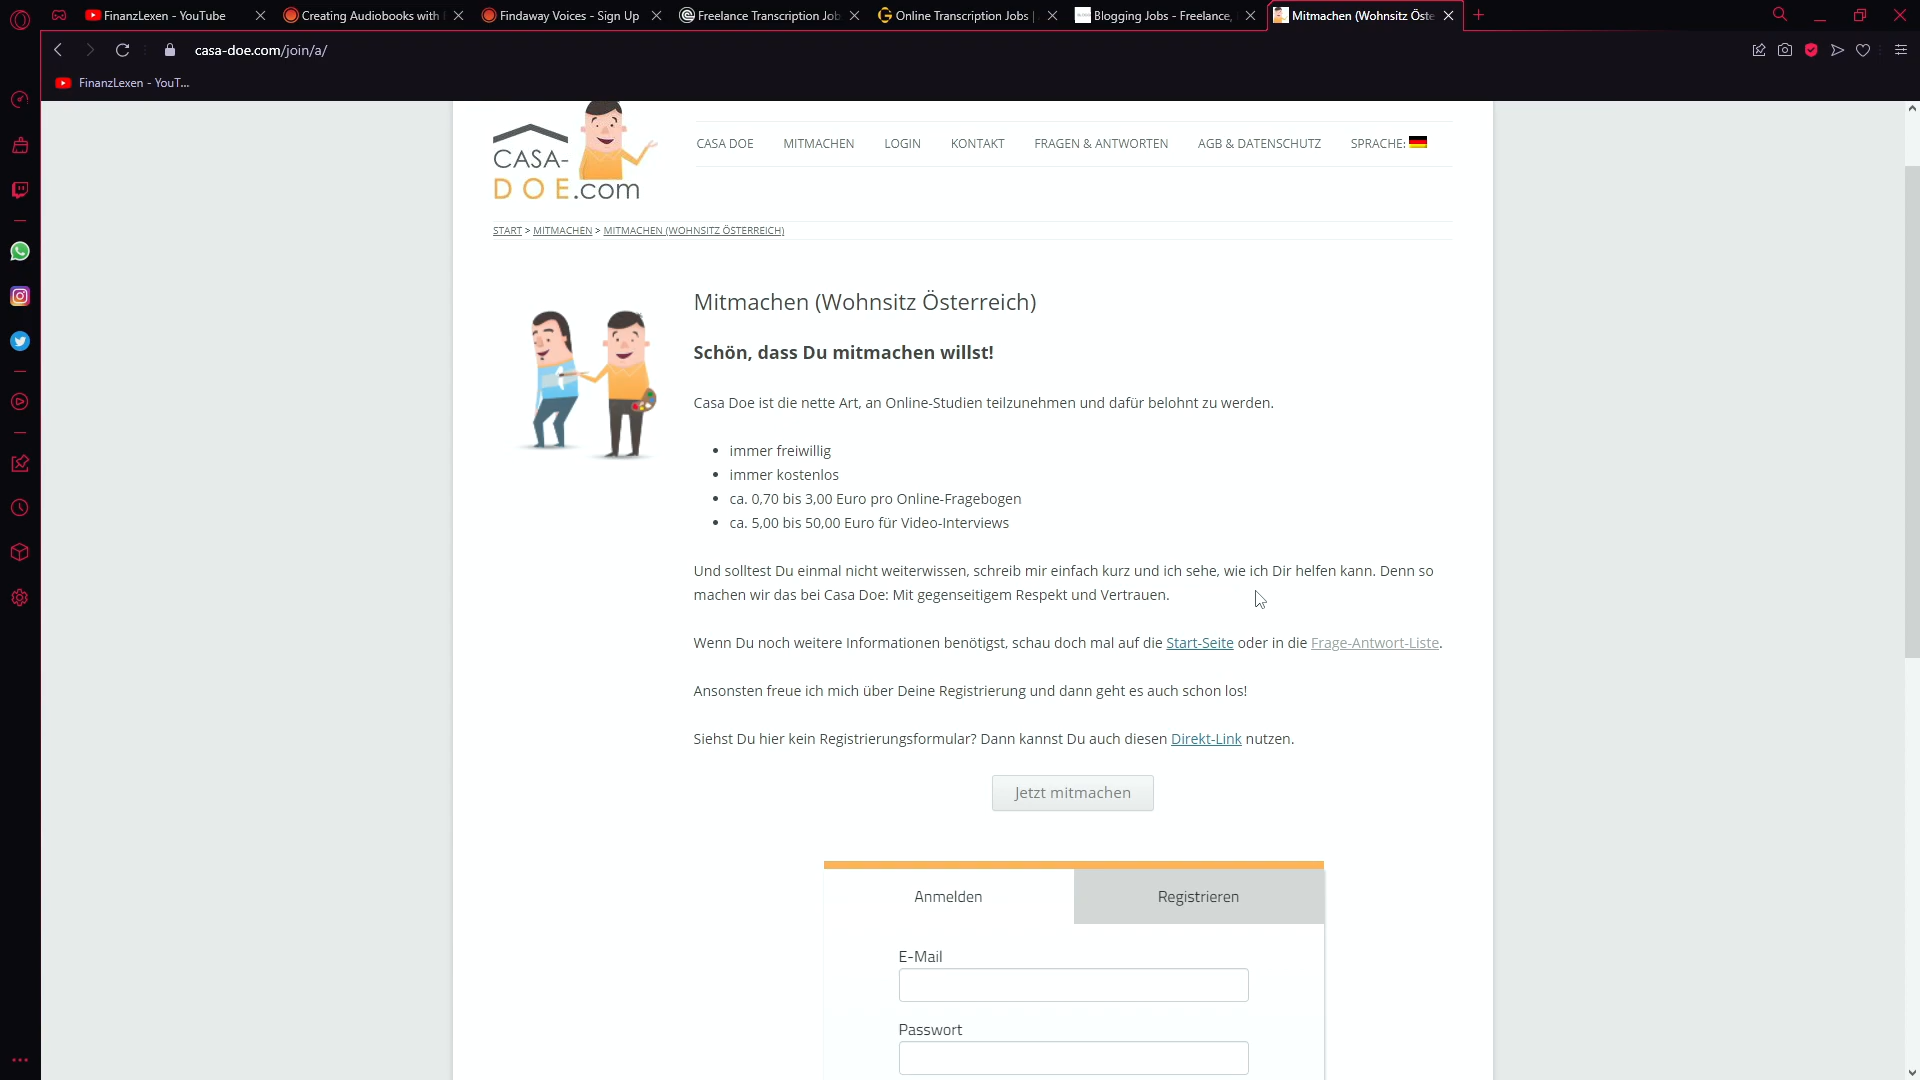 FinanzLexen - YouTube
Creating Audiobooks with
Findaway Voices - Sign Up
Freelance Transcription Job
Online Transcription Jobs |
Blogging Jobs - Freelance,
Mitmachen (Wohnsitz Öste
casa-doe.com/join/a/
FinanzLexen - YouT...
CASA-
DOE.com
CASA DOE
MITMACHEN
LOGIN
KONTAKT
FRAGEN & ANTWORTEN
AGB & DATENSCHUTZ
SPRACHE:
START > MITMACHEN > MITMACHEN (WOHNSITZ ÖSTERREICH)
Mitmachen (Wohnsitz Österreich)
Schön, dass Du mitmachen willst!
Casa Doe ist die nette Art, an Online-Studien teilzunehmen und dafür belohnt zu werden.
• immer freiwillig
• immer kostenlos
• ca. 0,70 bis 3,00 Euro pro Online-Fragebogen
• ca. 5,00 bis 50,00 Euro für Video-Interviews
Und solltest Du einmal nicht weiterwissen, schreib mir einfach kurz und ich sehe, wie ich Dir helfen kann. Denn so
machen wir das bei Casa Doe: Mit gegenseitigem Respekt und Vertrauen.
Wenn Du noch weitere Informationen benötigst, schau doch mal auf die Start-Seite oder in die Frage-Antwort-Liste.
Ansonsten freue ich mich über Deine Registrierung und dann geht es auch schon los!
Siehst Du hier kein Registrierungsformular? Dann kannst Du auch diesen Direkt-Link nutzen.
Jetzt mitmachen
Anmelden
Registrieren
E-Mail
Passwort